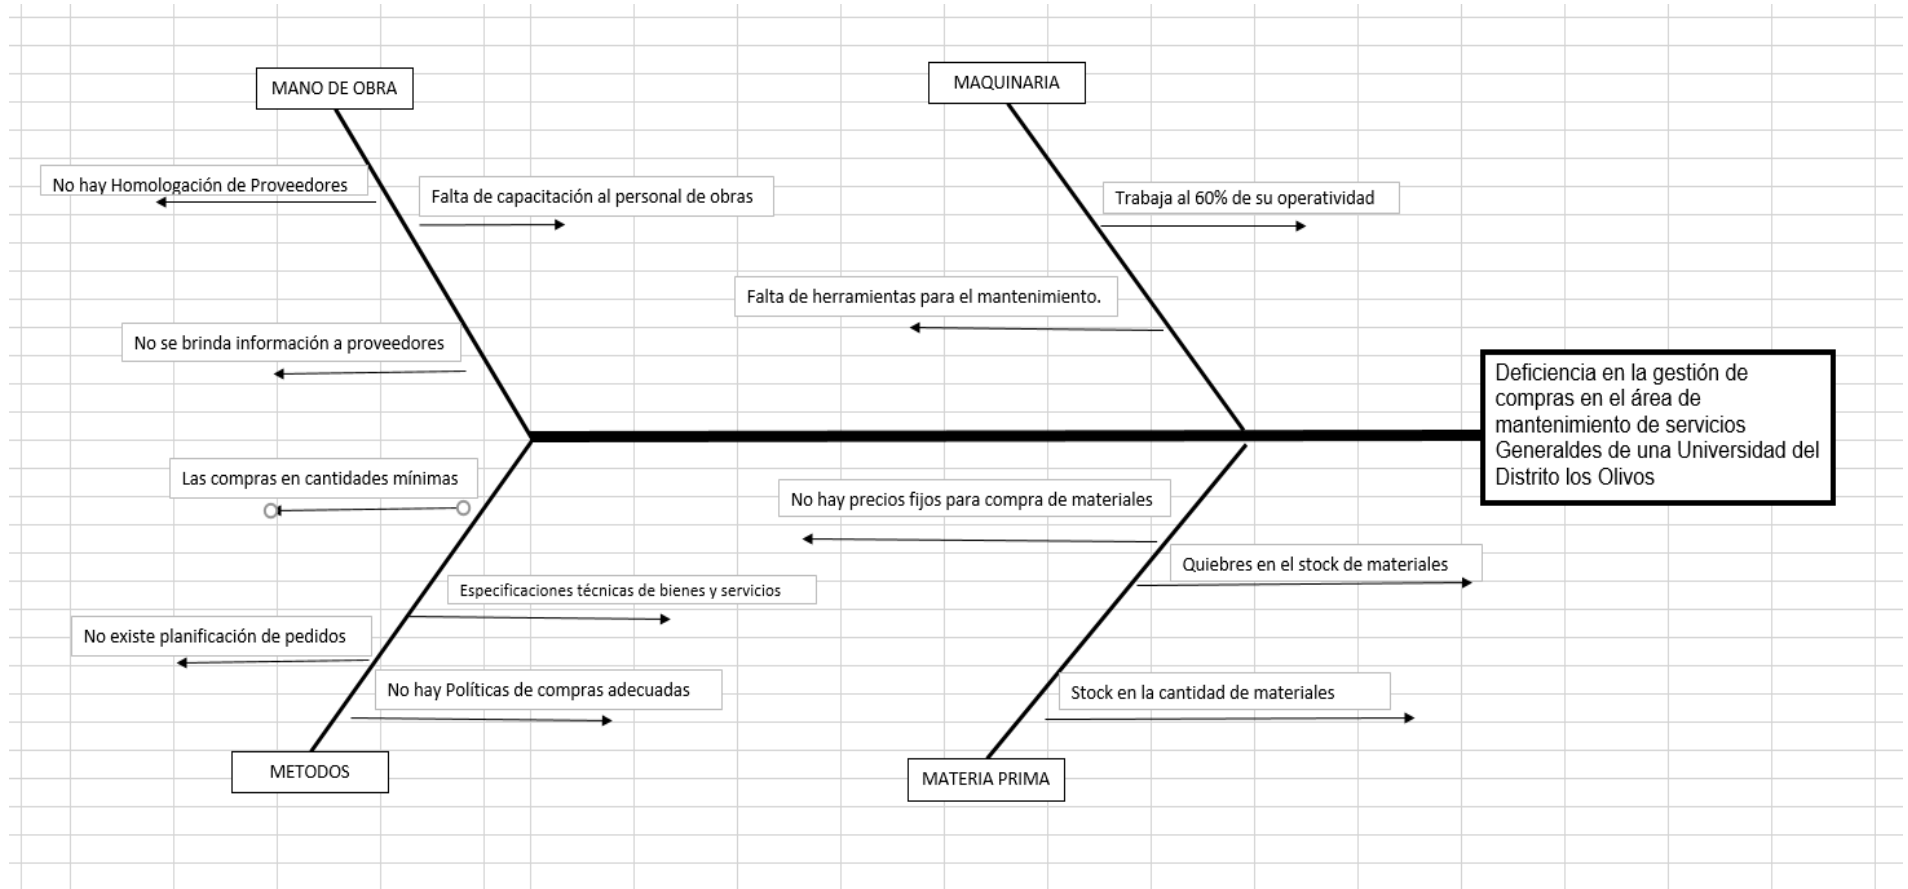 MANO DE OBRA
MAQUINARIA
No hay Homologación de Proveedores
Falta de capacitación al personal de obras
Trabaja al 60% de su operatividad
Falta de herramientas para el mantenimiento.
No se brinda información a proveedores
Deficiencia en la gestión de
compras en el área de
mantenimiento de servicios
Generaldes de una Universidad del
Distrito los Olivos
Las compras en cantidades mínimas
No hay precios fijos para compra de materiales
Quiebres en el stock de materiales
Especificaciones técnicas de bienes y servicios
No existe planificación de pedidos
No hay Políticas de compras adecuadas
Stock en la cantidad de materiales
METODOS
MATERIA PRIMA